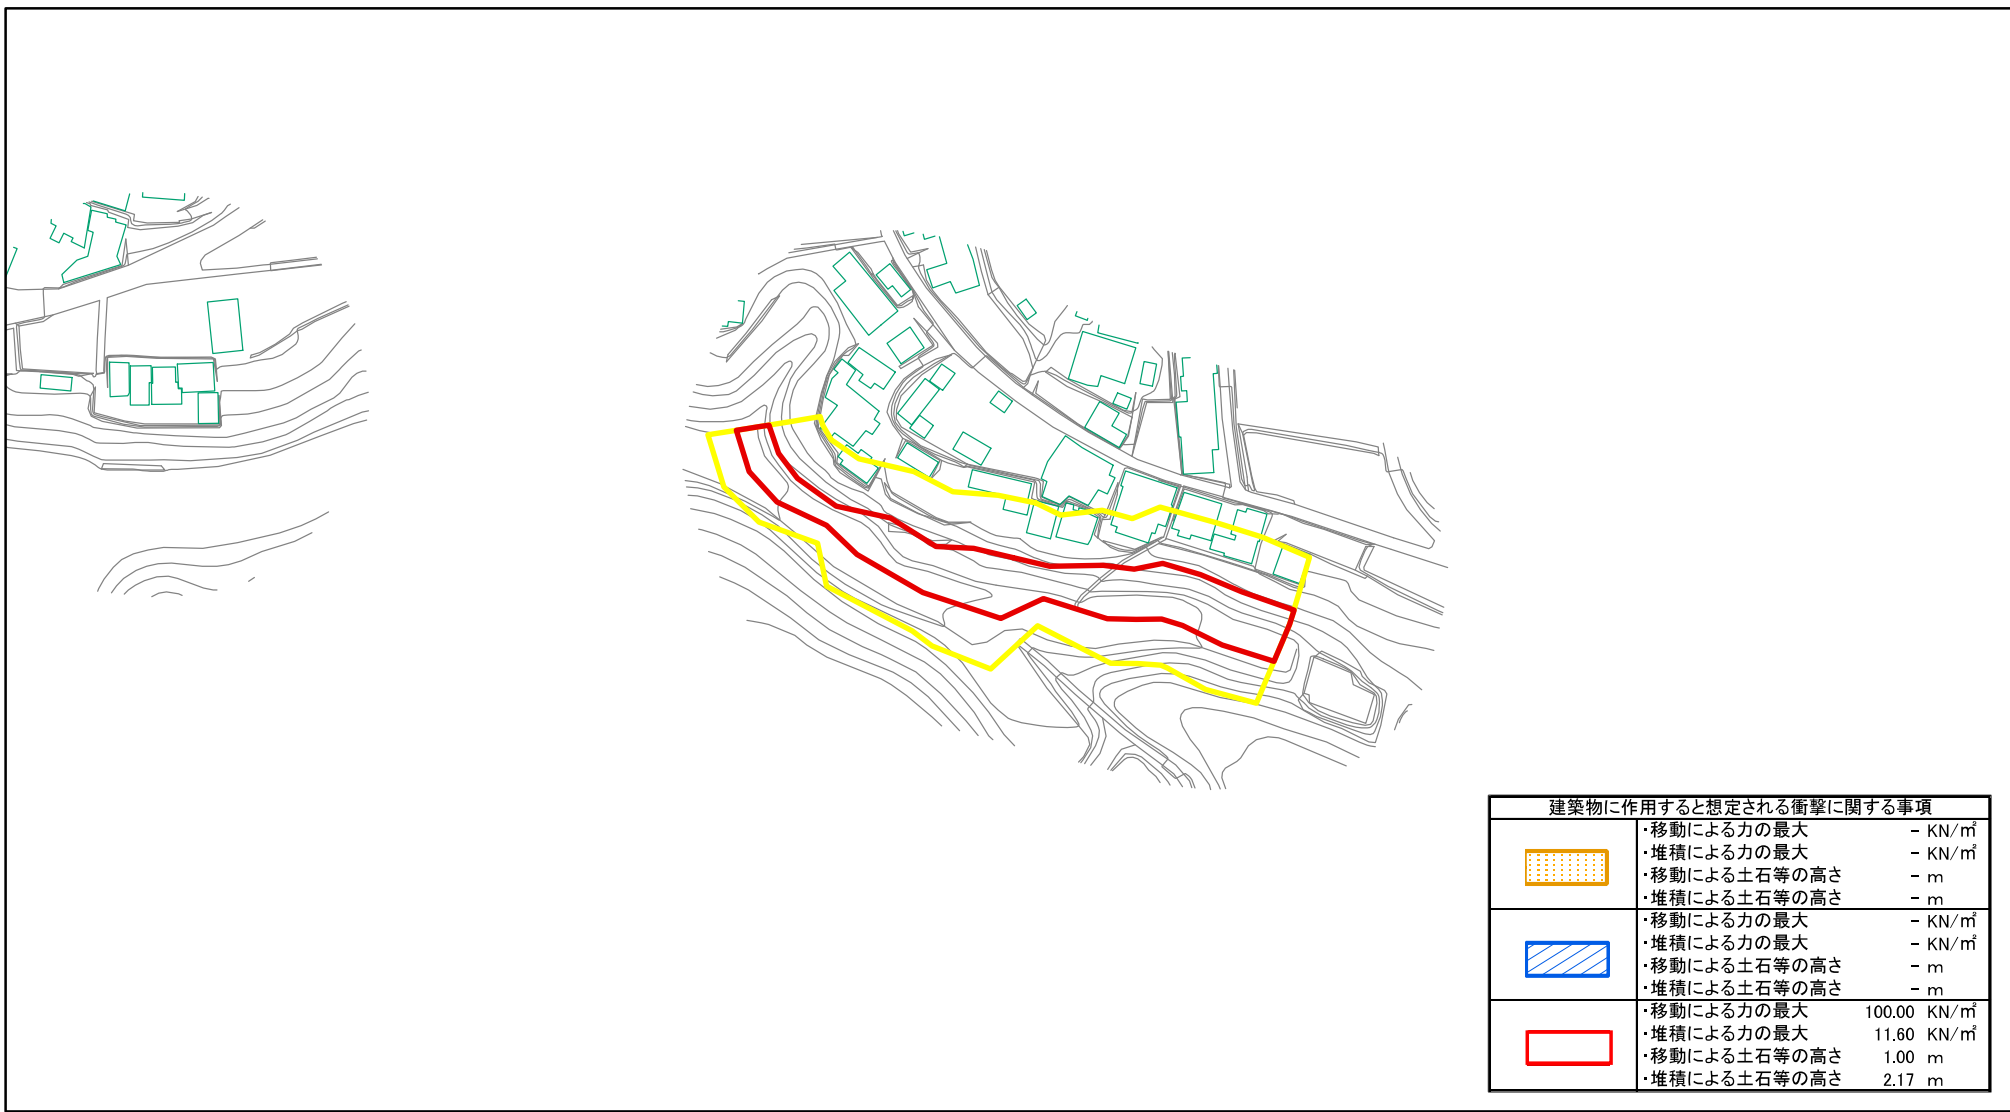 建築物に作用すると想定される衝撃に関する事項
・移動による力の最大 - KN/㎡
・堆積による力の最大 - KN/㎡
・移動による土石等の高さ - m
・堆積による土石等の高さ - m
・移動による力の最大 - KN/㎡
・堆積による力の最大 - KN/㎡
・移動による土石等の高さ - m
・堆積による土石等の高さ - m
・移動による力の最大 100.00 KN/㎡
・堆積による力の最大 11.60 KN/㎡
・移動による土石等の高さ 1.00 m
・堆積による土石等の高さ 2.17 m